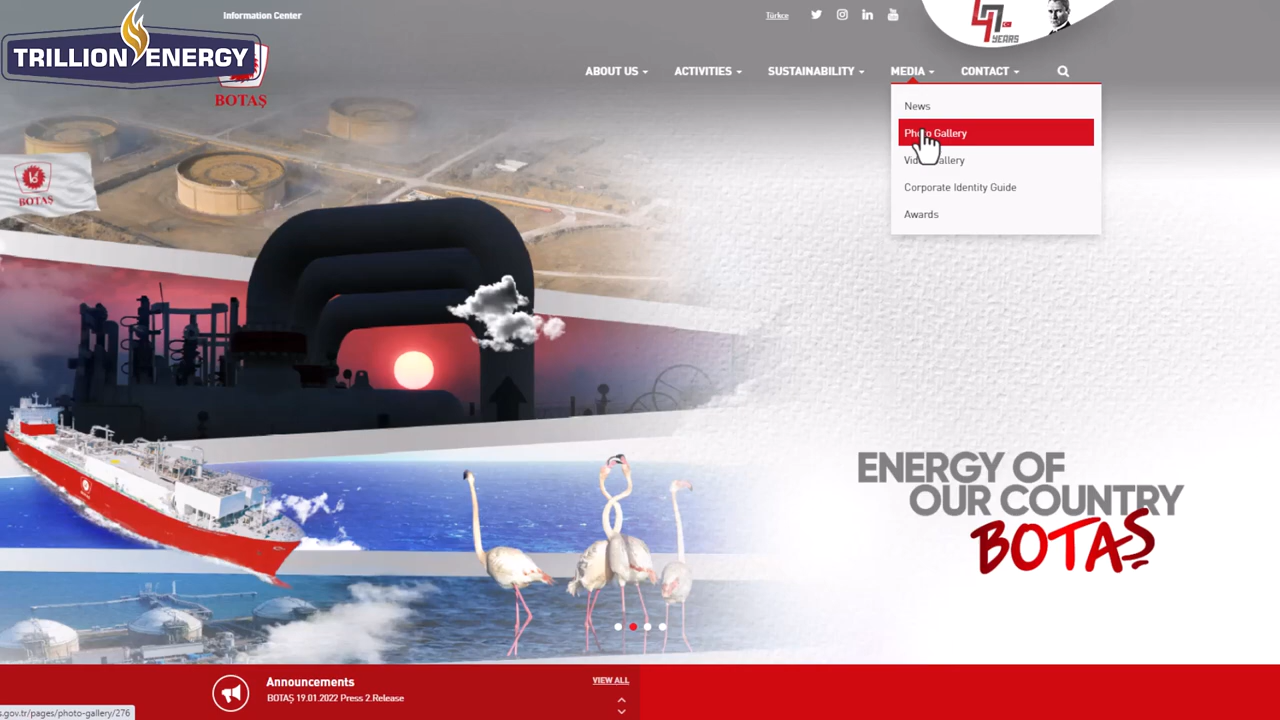 Information Center
Türkçe
47
YEARS
TRILLION ENERGY
BOTAŞ
ABOUT US
ACTIVITIES
SUSTAINABILITY
MEDIA
CONTACT
News
Photo Gallery
Video Gallery
Corporate Identity Guide
Awards
BOTAŞ
ENERGY OF
OUR COUNTRY
BOTAŞ
Announcements
VIEW ALL
BOTAŞ 19.01.2022 Press 2.Release
s.gov.tr/pages/photo-gallery/276